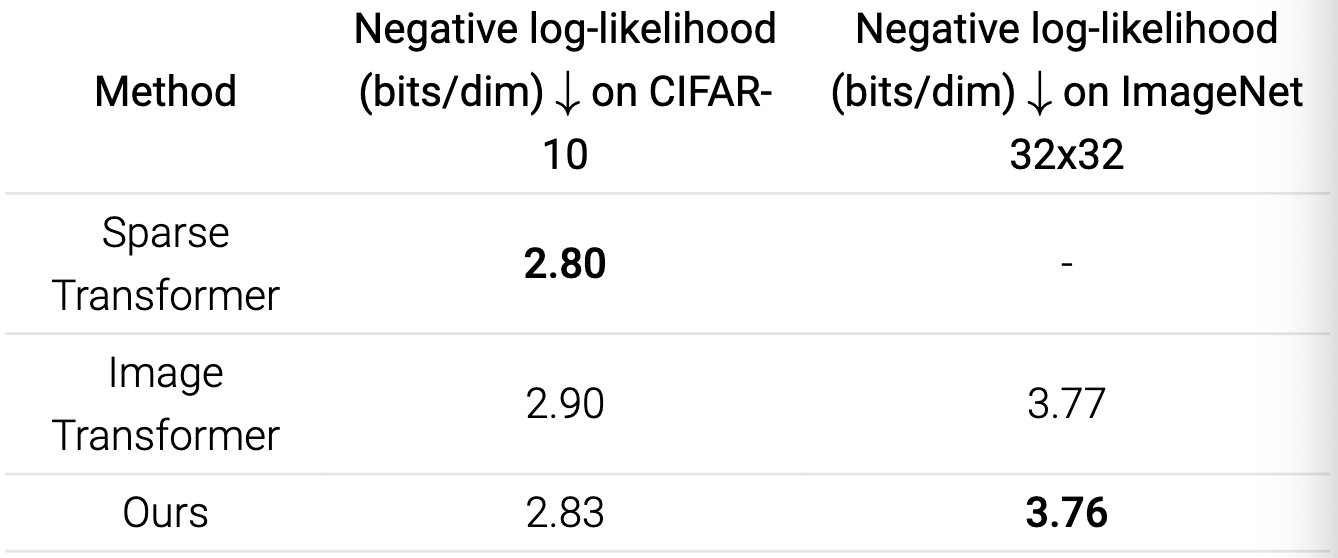 Method
Negative log-likelihood
(bits/dim) ↓ on CIFAR-
10
Negative log-likelihood
(bits/dim) ↓ on ImageNet
32x32
Sparse
Transformer
2.80
-
Image
Transformer
2.90
3.77
Ours
2.83
3.76